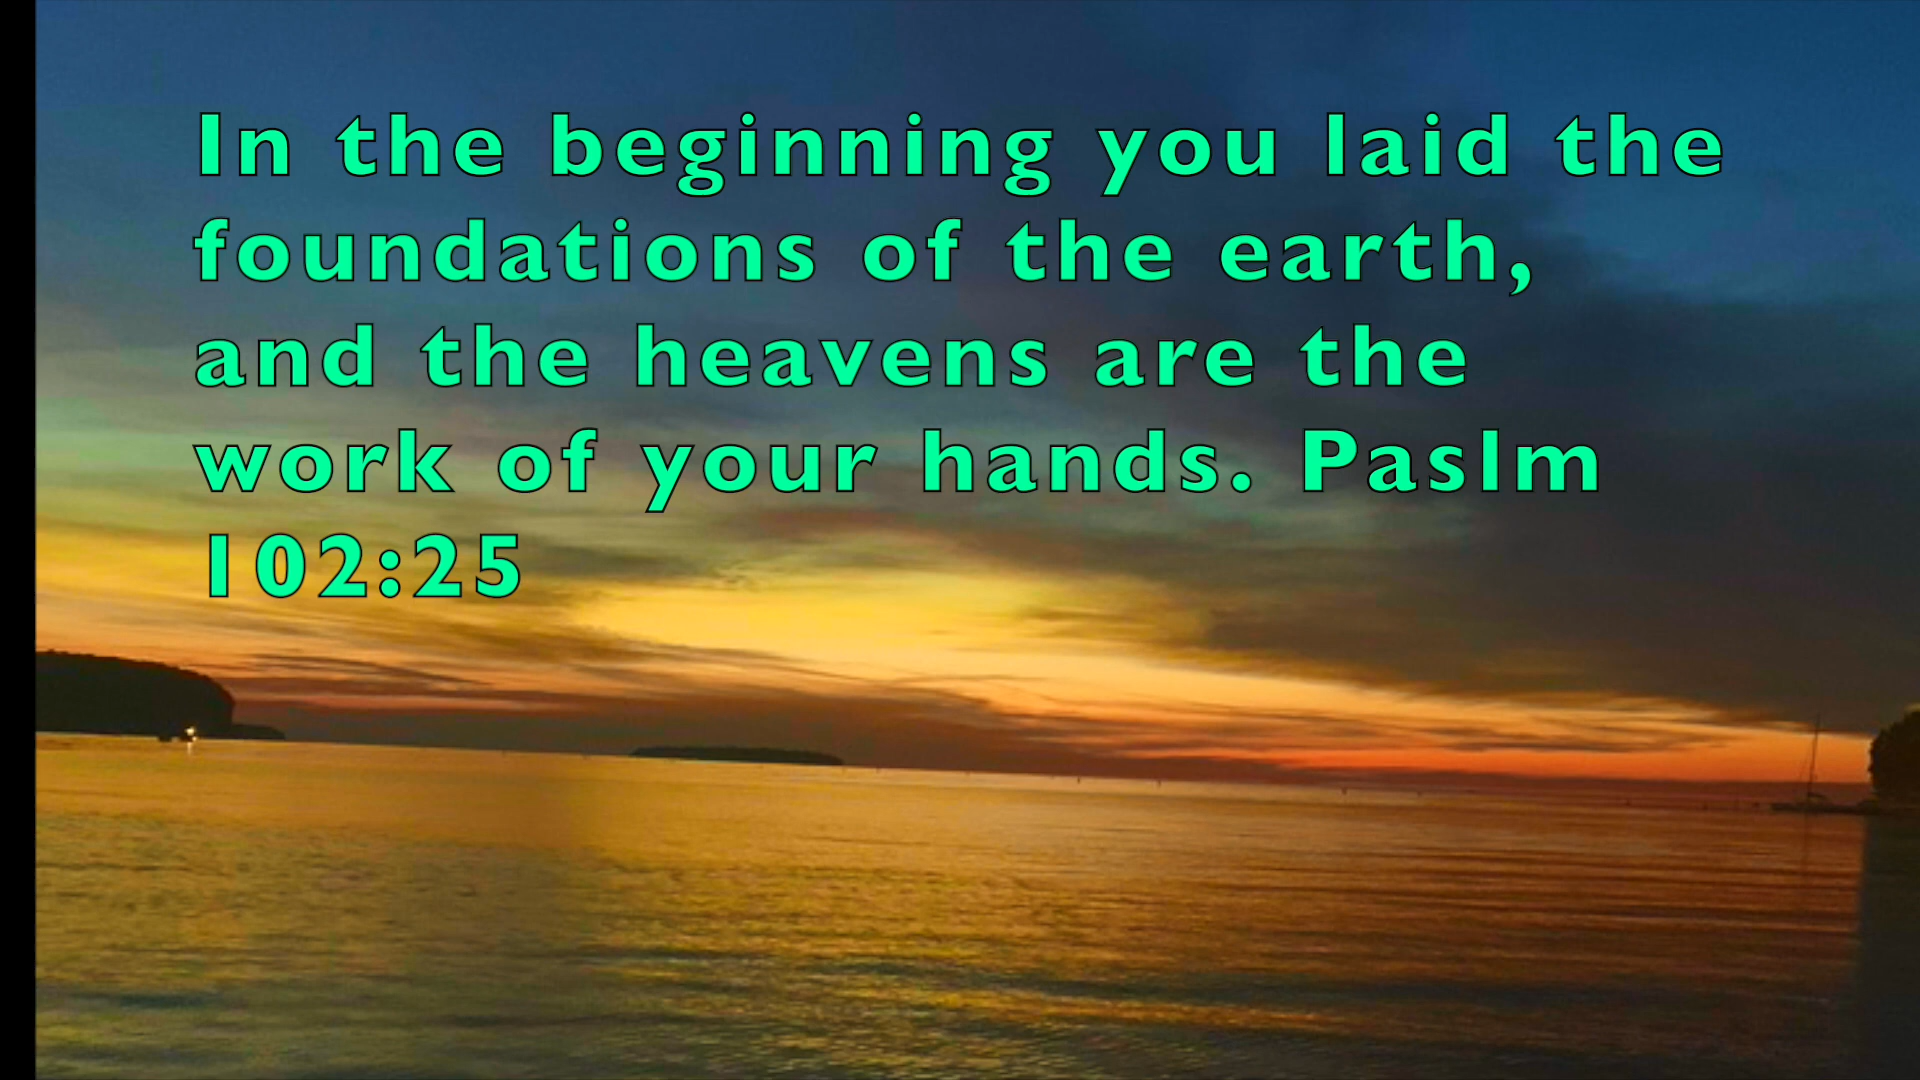 In the beginning you laid the
foundations of the earth,
and the heavens are the
work of your hands. Paslm
102:25